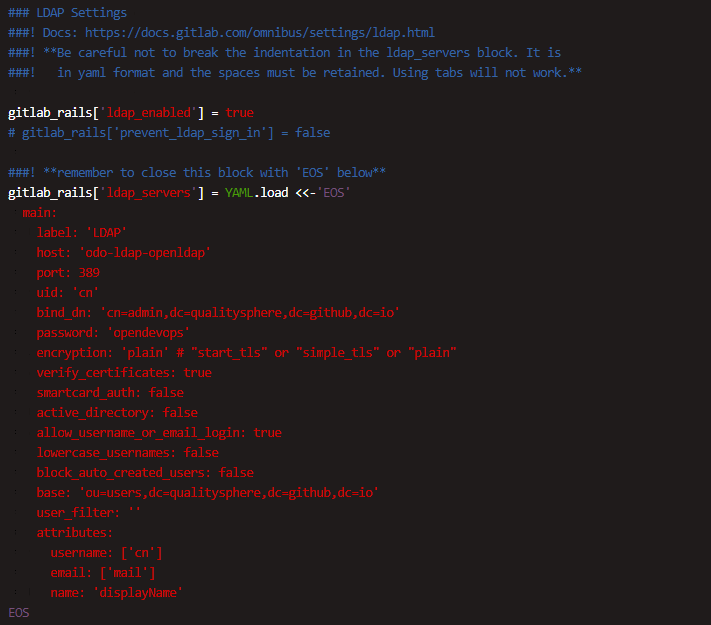 ### LDAP Settings
###! Docs: https://docs.gitlab.com/omnibus/settings/ldap.html
###! **Be careful not to break the indentation in the ldap_servers block. It is
###!   in yaml format and the spaces must be retained. Using tabs will not work.**

gitlab_rails['ldap_enabled'] = true
# gitlab_rails['prevent_ldap_sign_in'] = false

###! **remember to close this block with 'EOS' below**
gitlab_rails['ldap_servers'] = YAML.load <<-'EOS'
  main:
    label: 'LDAP'
    host: 'odo-ldap-openldap'
    port: 389
    uid: 'cn'
    bind_dn: 'cn=admin,dc=qualitysphere,dc=github,dc=io'
    password: 'opendevops'
    encryption: 'plain' # "start_tls" or "simple_tls" or "plain"
    verify_certificates: true
    smartcard_auth: false
    active_directory: false
    allow_username_or_email_login: true
    lowercase_usernames: false
    block_auto_created_users: false
    base: 'ou=users,dc=qualitysphere,dc=github,dc=io'
    user_filter: ''
    attributes:
      username: ['cn']
      email: ['mail']
      name: 'displayName'
EOS